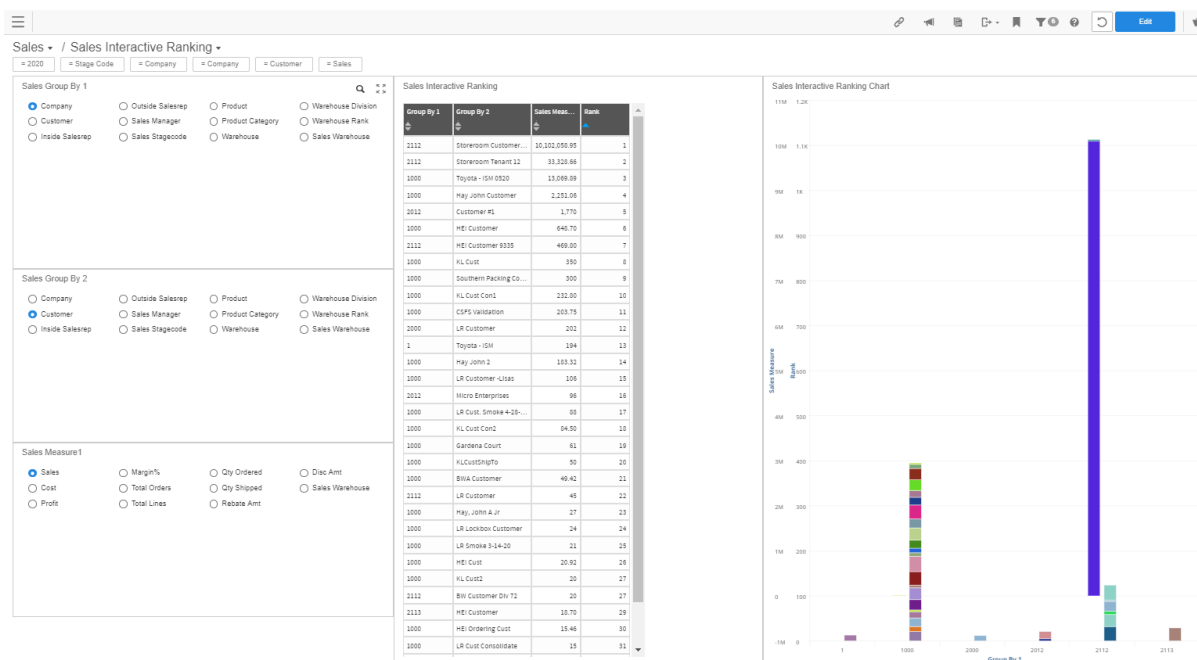 Edit
Sales / Sales Interactive Ranking
= 2020 = Stage Code = Company = Company = Customer = Sales
Sales Group By 1
Company Outside Salesrep Product Warehouse Division
Customer Sales Manager Product Category Warehouse Rank
Inside Salesrep Sales Stagecode Warehouse Sales Warehouse
Sales Group By 2
Company Outside Salesrep Product Warehouse Division
Customer Sales Manager Product Category Warehouse Rank
Inside Salesrep Sales Stagecode Warehouse Sales Warehouse
Sales Measure1
Sales Margin% Qty Ordered Disc Amt
Cost Total Orders Qty Shipped Sales Warehouse
Profit Total Lines Rebate Amt
Sales Interactive Ranking
Group By 1 Group By 2 Sales Meas... Rank
2112 Storeroom Customer... 10,102,050.95 1
2112 Storeroom Tenant 12 33,328.66 2
1000 Toyota - ISM 0520 13,069.09 3
1000 Hay John Customer 2,251.06 4
2012 Customer #1 1,770 5
1000 HEI Customer 640.70 6
2112 HEI Customer 9335 469.80 7
1000 KL Cust 350 8
1000 Southern Packing Co... 300 9
1000 KL Cust Con1 232.80 10
1000 CSFS Validation 203.75 11
2000 LR Customer 202 12
1 Toyota - ISM 194 13
1000 Hay John 2 183.32 14
1000 LR Customer -Lisas 106 15
2012 Micro Enterprises 96 16
1000 LR Cust. Smoke 4-28-... 88 17
1000 KL Cust Con2 84.50 18
1000 Gardena Court 61 19
1000 KLCustShipTo 50 20
1000 BWA Customer 49.42 21
2112 LR Customer 45 22
1000 Hay, John A Jr 27 23
1000 LR Lockbox Customer 24 24
1000 LR Smoke 3-14-20 21 25
1000 HEI Cust 20.92 26
1000 KL Cust2 20 27
2112 BW Customer Div 72 20 27
2113 HEI Customer 18.70 29
1000 HEI Ordering Cust 15.46 30
1000 LR Cust Consolidate 15 31
Sales Interactive Ranking Chart
11M 1.2K
10M 1.1K
9M 1K
8M 900
7M 800
6M 700
5M 600
4M 500
3M 400
2M 300
1M 200
0 100
-1M 0
Sales Measure
Rank
1 1000 2000 2012 2112 2113
Group By 1